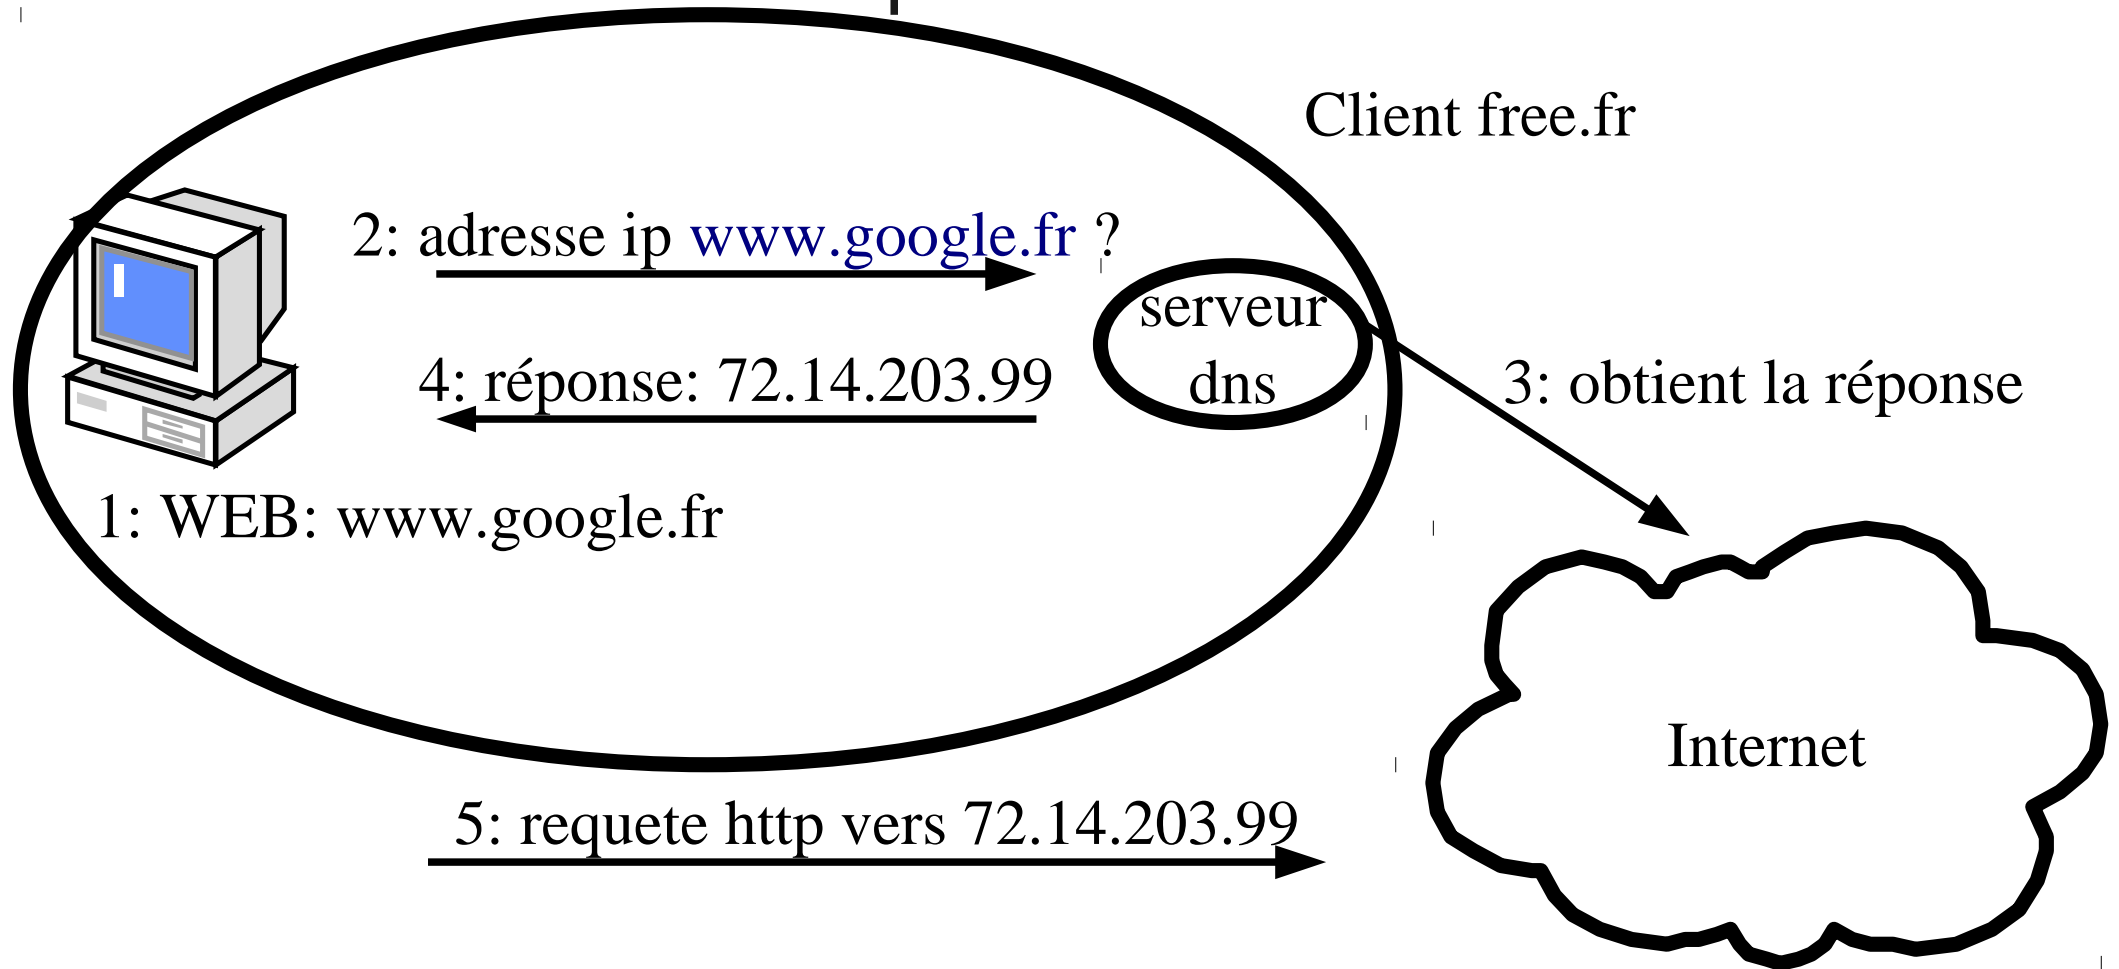 Client free.fr
2: adresse ip www.google.fr ?
serveur
dns
4: réponse: 72.14.203.99
3: obtient la réponse
1: WEB: www.google.fr
Internet
5: requete http vers 72.14.203.99